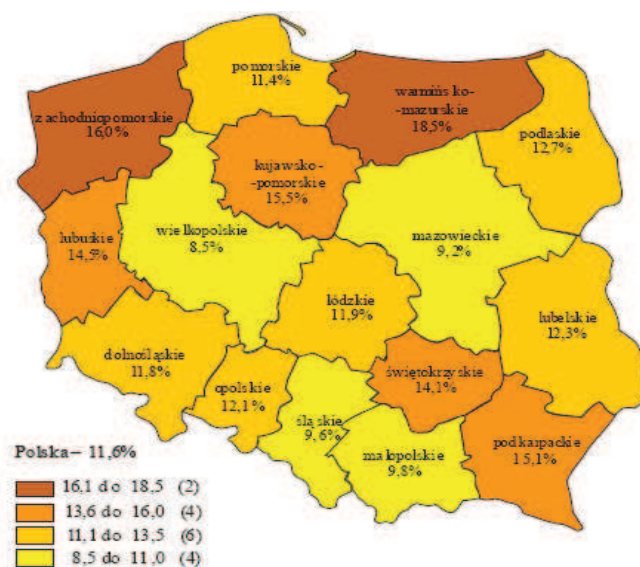 pomorskie
11,4%
warmińsko-
-mazurskie
18,5%
zachodniopomorskie
16,0%
podlaskie
12,7%
kujawsko-
-pomorskie
15,5%
lubuskie
14,5%
wielkopolskie
8,5%
mazowieckie
9,2%
łódzkie
11,9%
lubelskie
12,3%
dolnośląskie
11,8%
opolskie
12,1%
świętokrzyskie
14,1%
śląskie
9,6%
małopolskie
9,8%
podkarpackie
15,1%
Polska – 11,6%
16,1 do 18,5 (2)
13,6 do 16,0 (4)
11,1 do 13,5 (6)
8,5 do 11,0 (4)